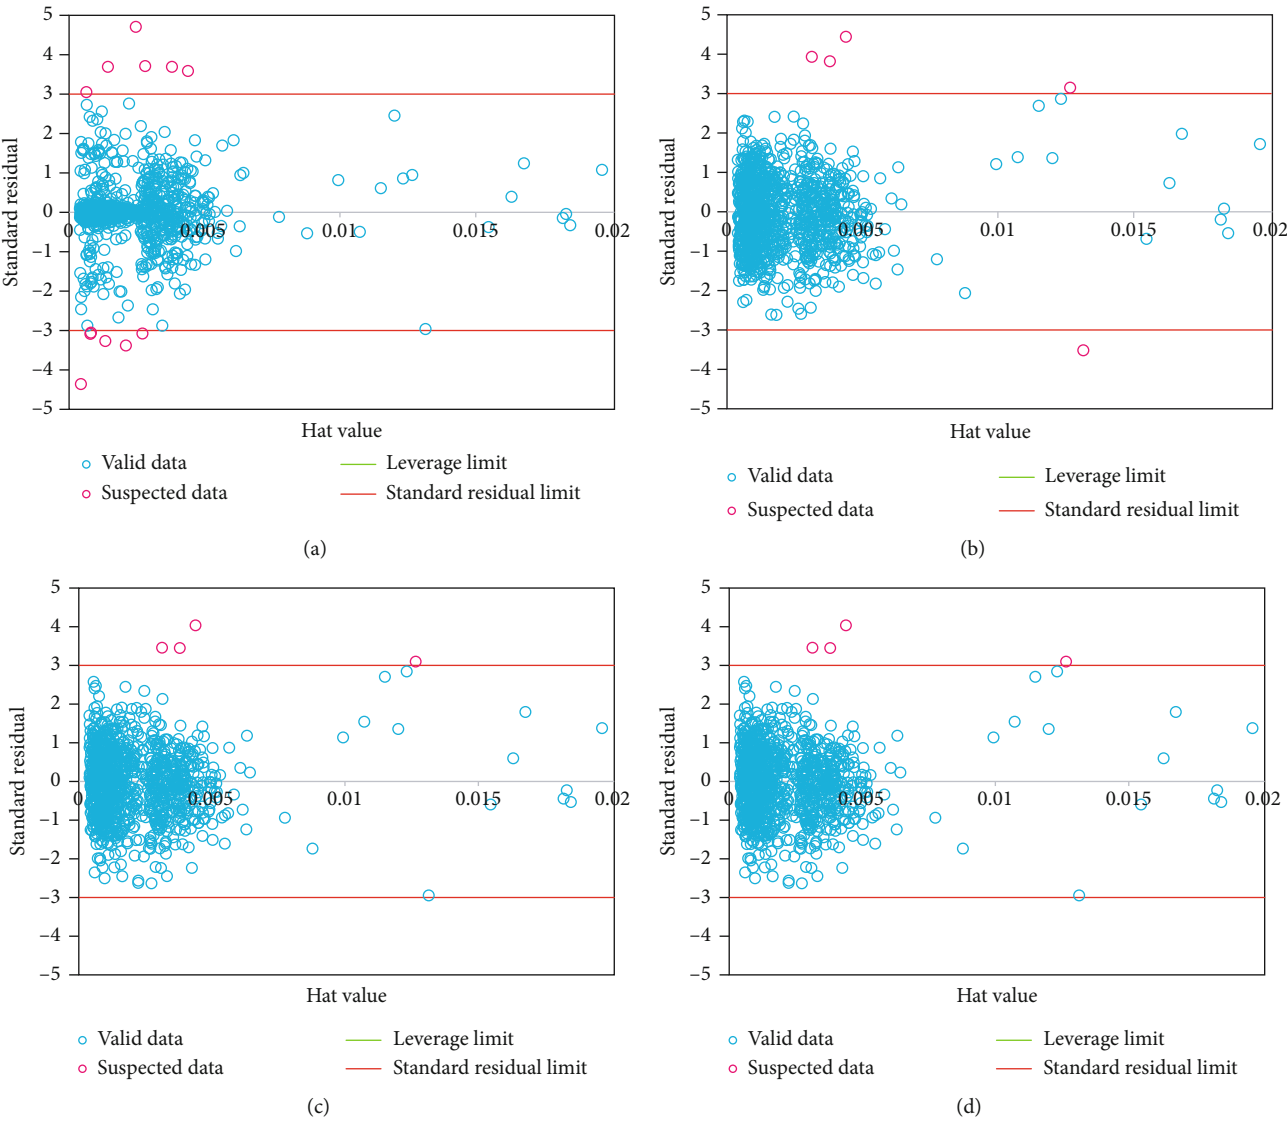 5
4
3
2
1
0
–1
–2
–3
–4
–5
Standard residual
0
0.005
0.01
0.015
0.02
Hat value
Valid data
Leverage limit
Suspected data
Standard residual limit
(a)
5
4
3
2
1
0
–1
–2
–3
–4
–5
Standard residual
0
0.005
0.01
0.015
0.02
Hat value
Valid data
Leverage limit
Suspected data
Standard residual limit
(b)
5
4
3
2
1
0
–1
–2
–3
–4
–5
Standard residual
0
0.005
0.01
0.015
0.02
Hat value
Valid data
Leverage limit
Suspected data
Standard residual limit
(c)
5
4
3
2
1
0
–1
–2
–3
–4
–5
Standard residual
0
0.005
0.01
0.015
0.02
Hat value
Valid data
Leverage limit
Suspected data
Standard residual limit
(d)